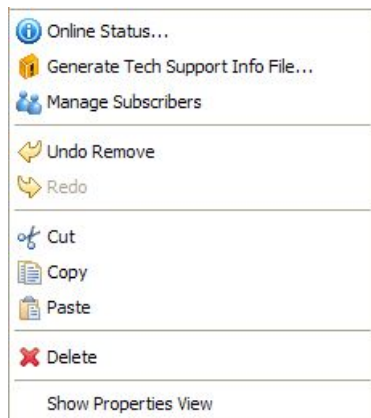 Online Status...
Generate Tech Support Info File...
Manage Subscribers
Undo Remove
Redo
Cut
Copy
Paste
Delete
Show Properties View